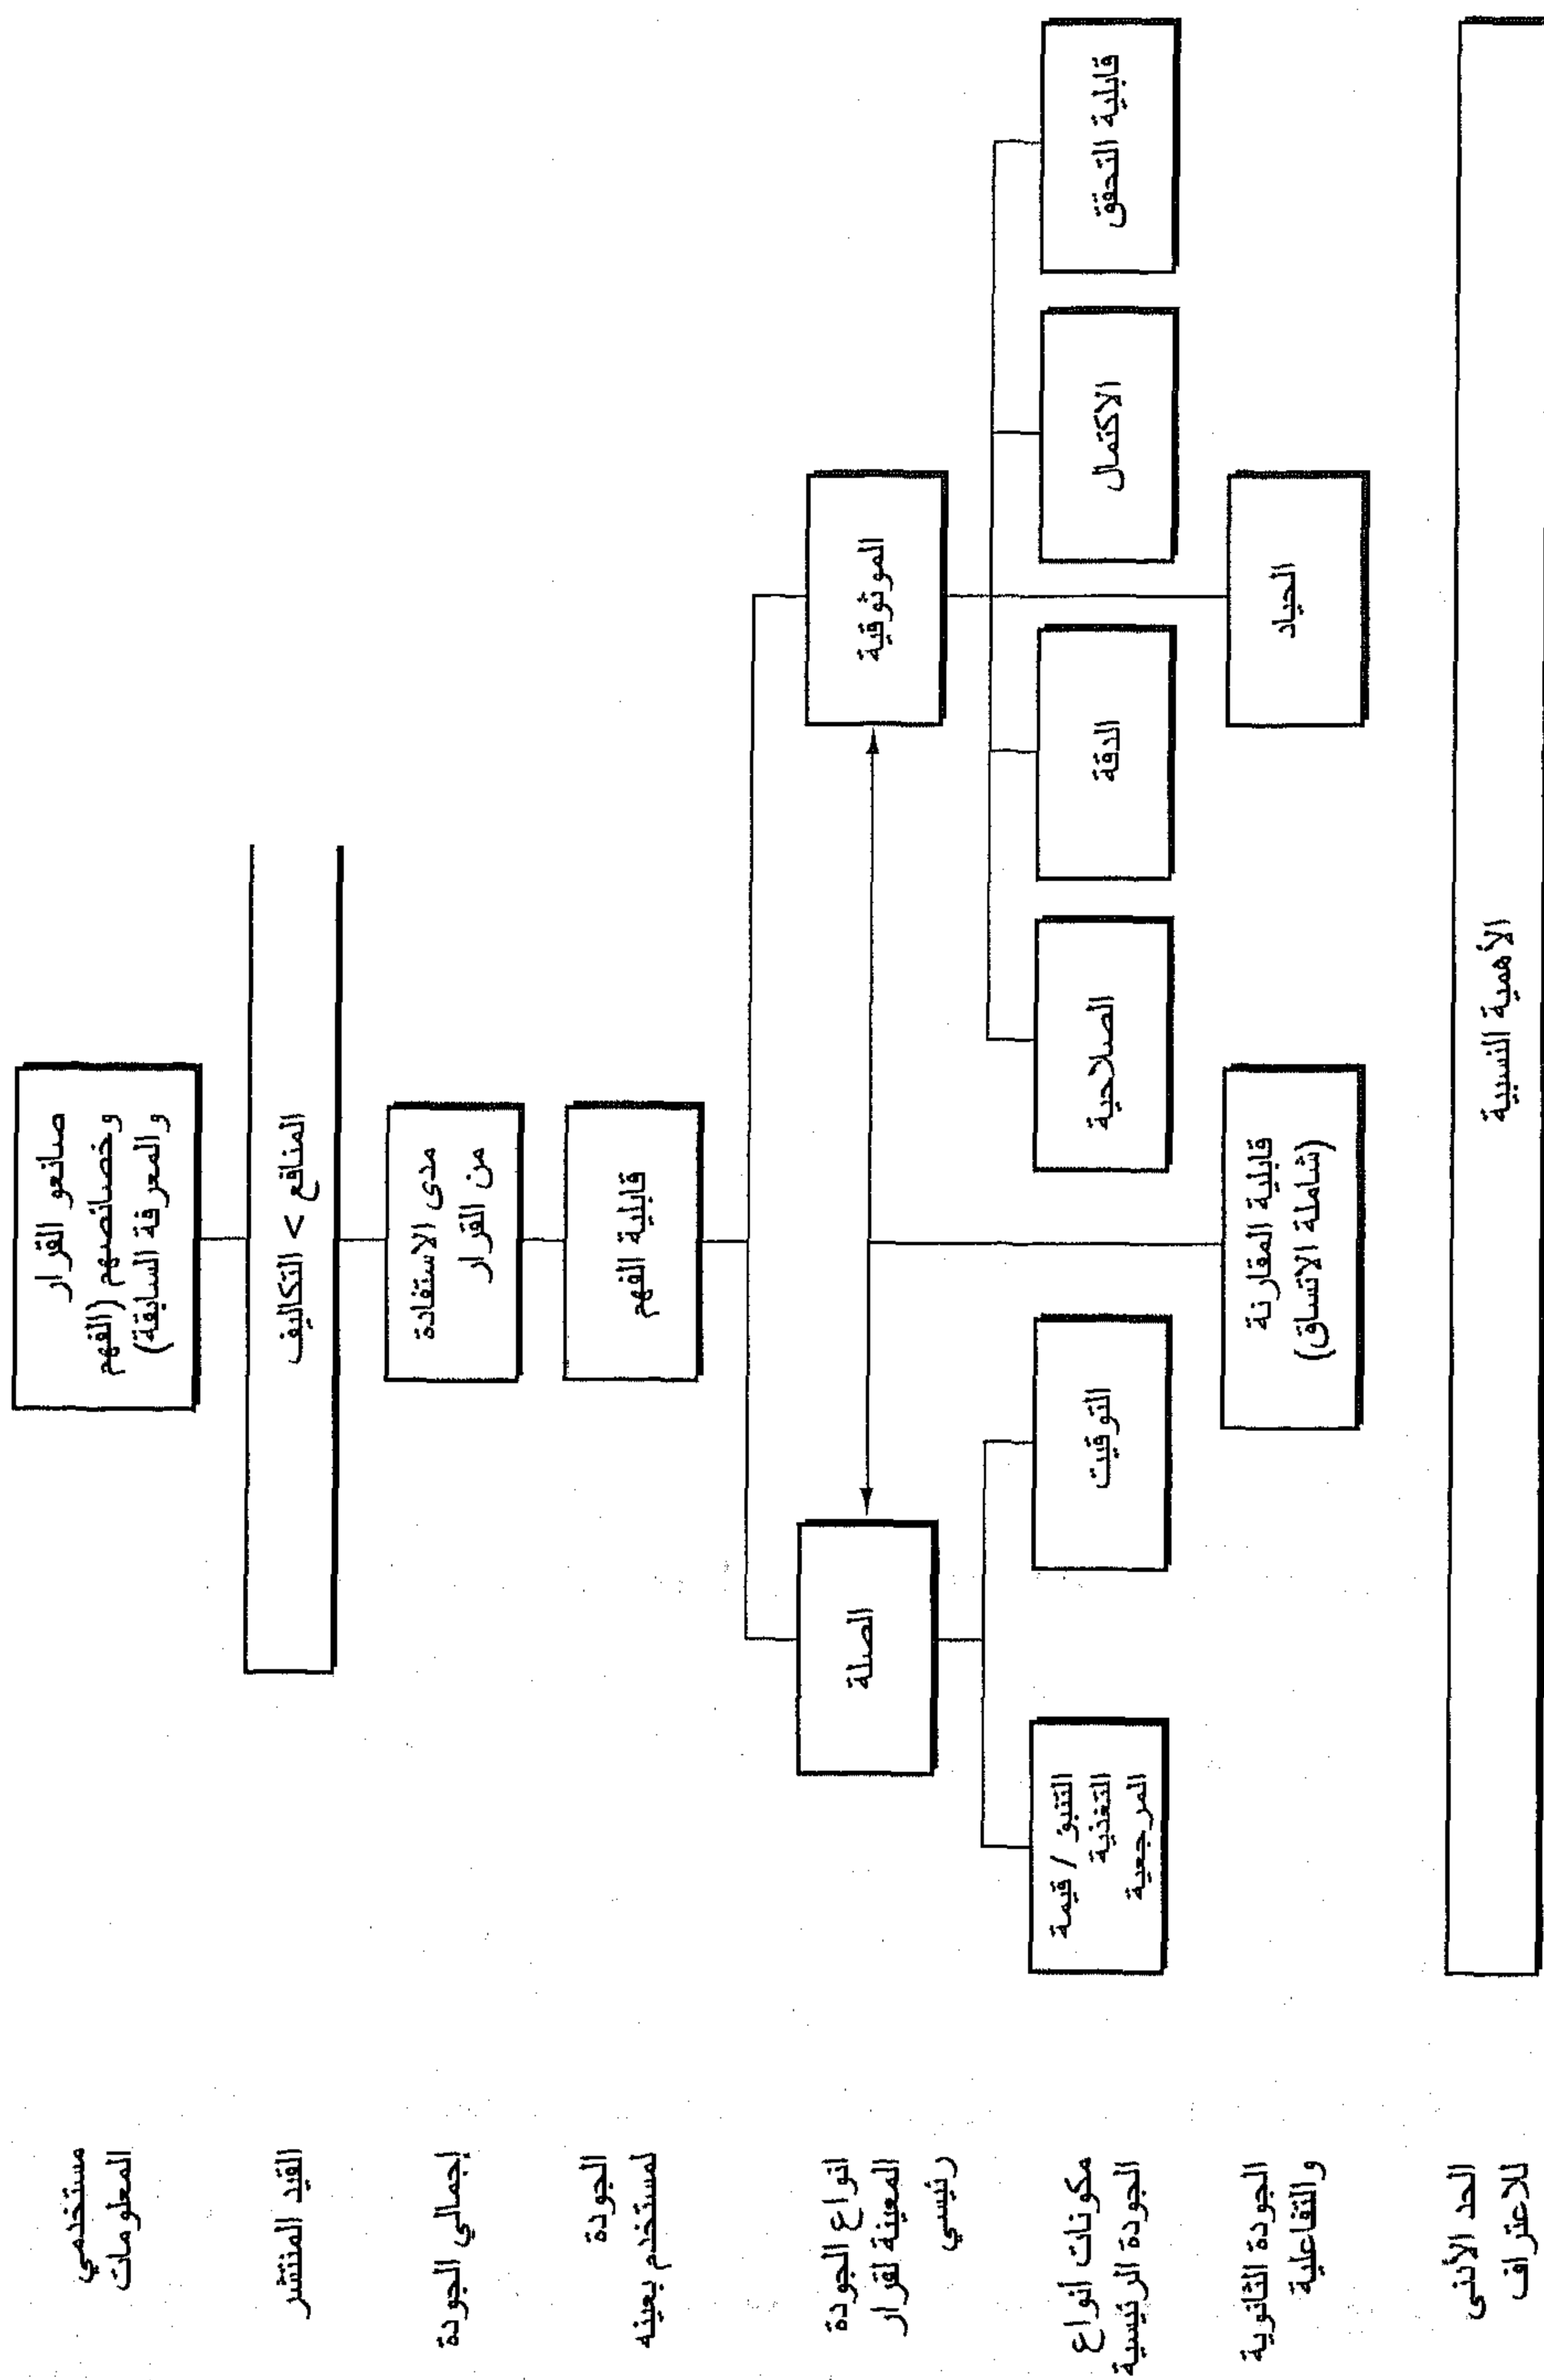 مستخدمي
المعلومات
صانعو القرار
وخصائصهم (الفهم
والمعرفة السابقة)
القيد المنتشر
المنافع > التكاليف
إجمالي الجودة
مدى الاستفادة
من القرار
الجودة
لمستخدم بعينه
قابلية الفهم
انواع الجودة
المعينة لقرار
رئيسي
الصلة
الموثوقية
مكونات أنواع
الجودة الرئيسية
التنبؤ / قيمة
التغذية
المرجعية
التوقيت
الصلاحية
الدقة
الاكتمال
قابلية التحقق
الجودة الثانوية
والتفاعلية
قابلية المقارنة
(شاملة الاتساق)
الحياد
الحد الأدنى
للاعتراف
الأهمية النسبية